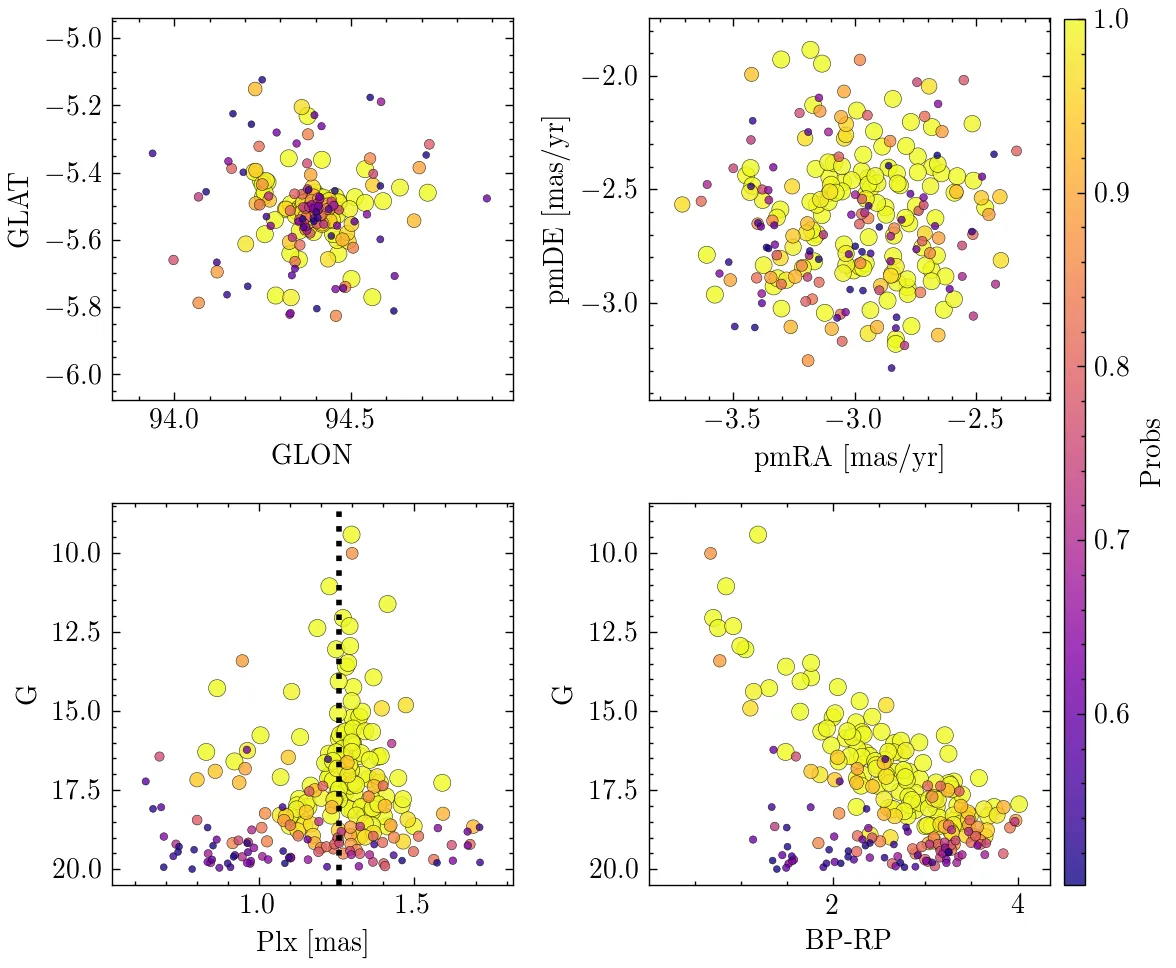 −5.0
−5.2
−5.4
−5.6
−5.8
−6.0
GLAT
94.0 94.5
GLON
−2.0
−2.5
−3.0
pmDE [mas/yr]
−3.5 −3.0 −2.5
pmRA [mas/yr]
1.0
0.9
0.8
0.7
0.6
Probs
10.0
12.5
15.0
17.5
20.0
G
1.0 1.5
Plx [mas]
10.0
12.5
15.0
17.5
20.0
G
2 4
BP-RP